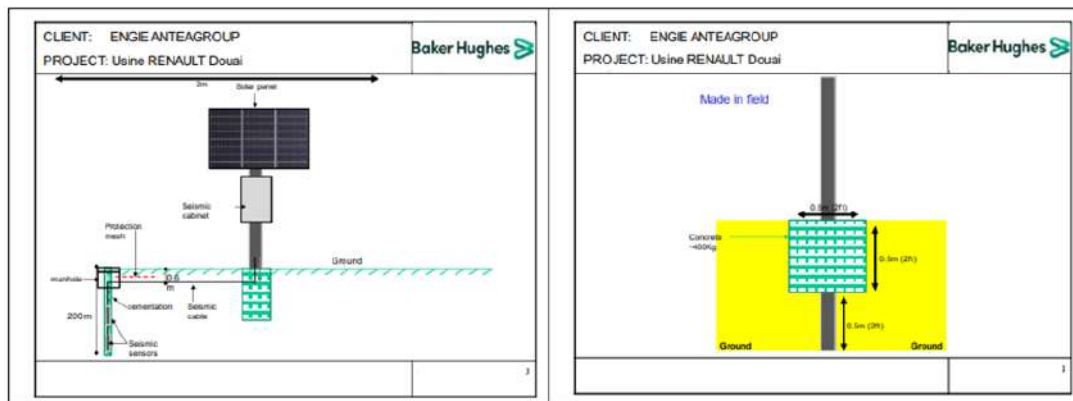 CLIENT: ENGIE ANTEAGROUP
PROJECT: Usine RENAULT Douai
Baker Hughes
2m
Solar panel
Seismic
cabinet
Protection
mesh
Ground
manhole
0.6
m
cementation
Seismic
cable
200m
Seismic
sensors
3
CLIENT: ENGIE ANTEAGROUP
PROJECT: Usine RENAULT Douai
Baker Hughes
Made in field
0.5m (2ft)
Concrete
~400Kg
0.5m (2ft)
0.5m (2ft)
Ground
Ground